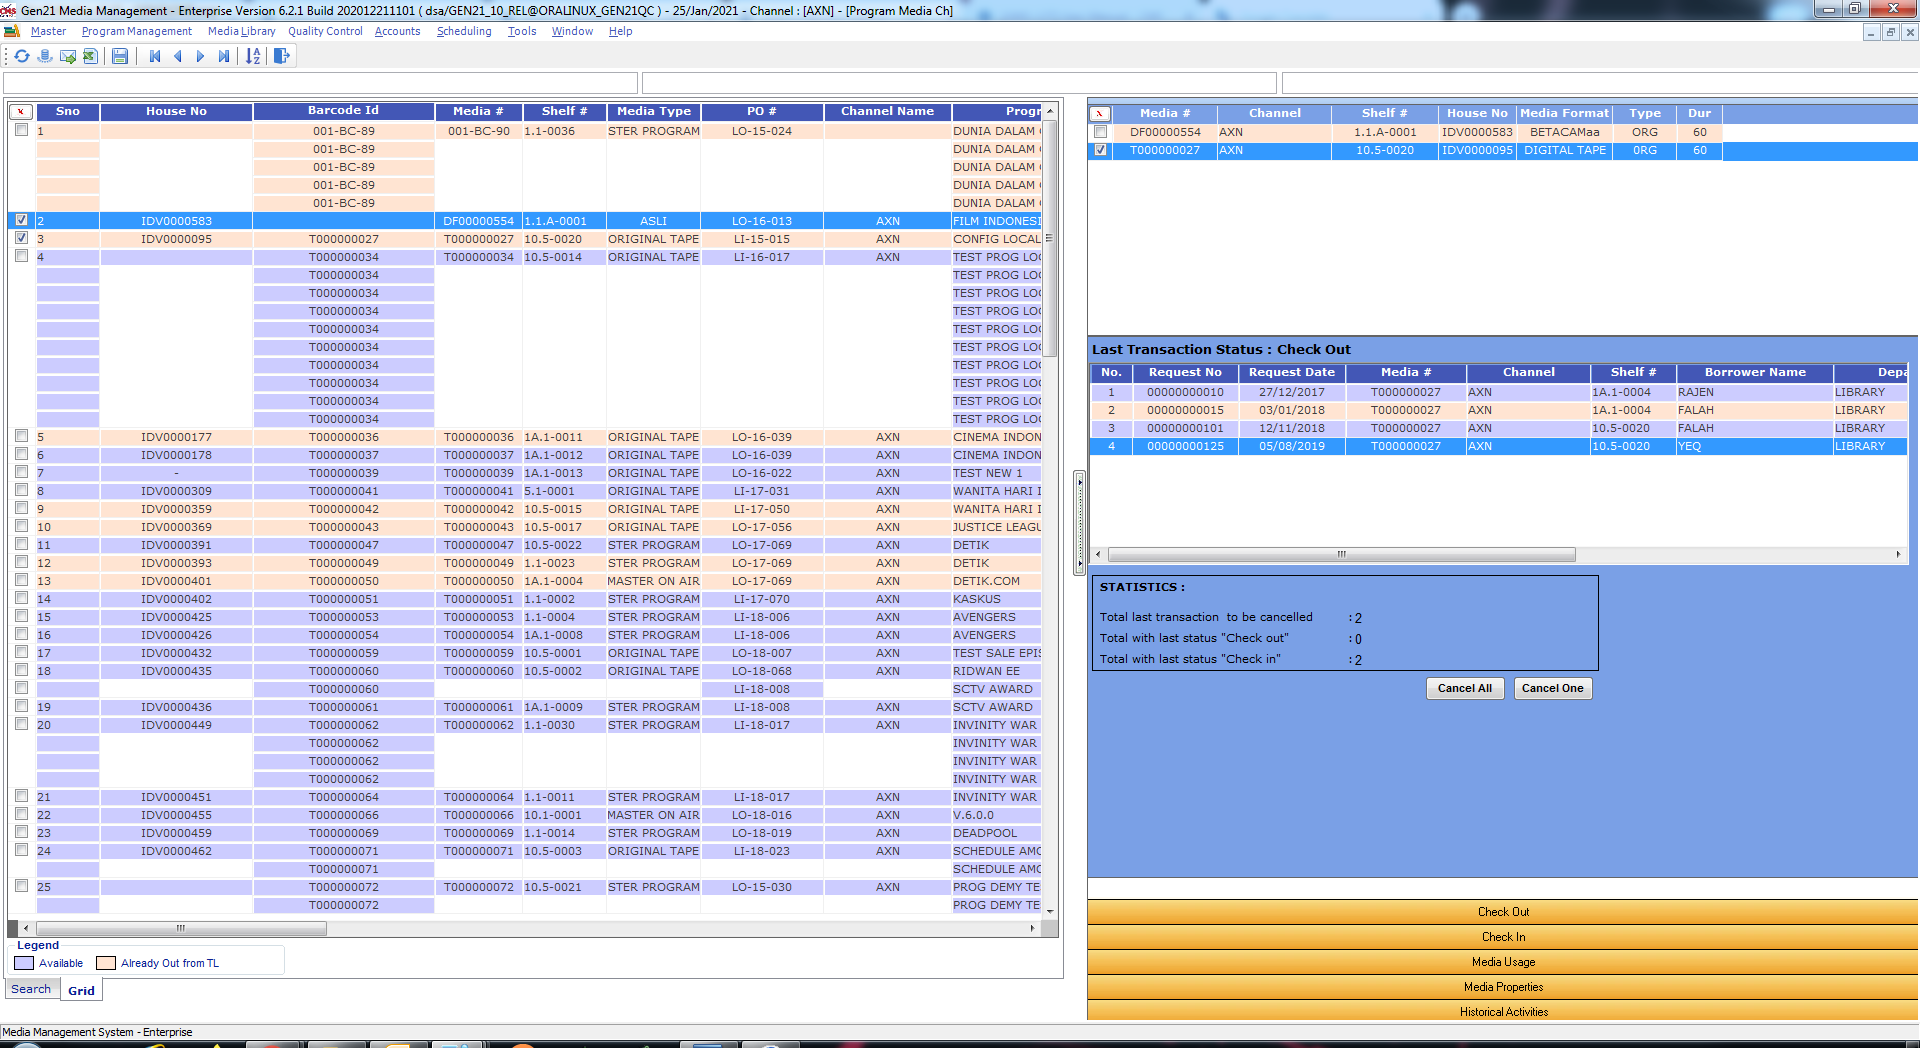 Gen21 Media Management - Enterprise Version 6.2.1 Build 202012211101 ( dsa/GEN21_10_REL@ORALINUX_GEN21QC ) - 25/Jan/2021 - Channel : [AXN] - [Program Media Ch]
Master Program Management Media Library Quality Control Accounts Scheduling Tools Window Help
x Sno House No Barcode Id Media # Shelf # Media Type PO # Channel Name Progr
1 001-BC-89 001-BC-90 1.1-0036 STER PROGRAM LO-15-024 DUNIA DALAM
001-BC-89 DUNIA DALAM
001-BC-89 DUNIA DALAM
001-BC-89 DUNIA DALAM
001-BC-89 DUNIA DALAM
2 IDV0000583 DF00000554 1.1.A-0001 ASLI LO-16-013 AXN FILM INDONESI
3 IDV0000095 T000000027 T000000027 10.5-0020 ORIGINAL TAPE LI-15-015 AXN CONFIG LOCAL
4 T000000034 T000000034 10.5-0014 ORIGINAL TAPE LI-16-017 AXN TEST PROG LOC
T000000034 TEST PROG LOC
T000000034 TEST PROG LOC
T000000034 TEST PROG LOC
T000000034 TEST PROG LOC
T000000034 TEST PROG LOC
T000000034 TEST PROG LOC
T000000034 TEST PROG LOC
T000000034 TEST PROG LOC
T000000034 TEST PROG LOC
5 IDV0000177 T000000036 T000000036 1A.1-0011 ORIGINAL TAPE LO-16-039 AXN CINEMA INDON
6 IDV0000178 T000000037 T000000037 1A.1-0012 ORIGINAL TAPE LO-16-039 AXN CINEMA INDON
7 - T000000039 T000000039 1A.1-0013 ORIGINAL TAPE LO-16-022 AXN TEST NEW 1
8 IDV0000309 T000000041 T000000041 5.1-0001 ORIGINAL TAPE LI-17-031 AXN WANITA HARI I
9 IDV0000359 T000000042 T000000042 10.5-0015 ORIGINAL TAPE LI-17-050 AXN WANITA HARI I
10 IDV0000369 T000000043 T000000043 10.5-0017 ORIGINAL TAPE LO-17-056 AXN JUSTICE LEAGU
11 IDV0000391 T000000047 T000000047 10.5-0022 STER PROGRAM LO-17-069 AXN DETIK
12 IDV0000393 T000000049 T000000049 1.1-0023 STER PROGRAM LO-17-069 AXN DETIK
13 IDV0000401 T000000050 T000000050 1A.1-0004 MASTER ON AIR LO-17-069 AXN DETIK.COM
14 IDV0000402 T000000051 T000000051 1.1-0002 STER PROGRAM LI-17-070 AXN KASKUS
15 IDV0000425 T000000053 T000000053 1.1-0004 STER PROGRAM LI-18-006 AXN AVENGERS
16 IDV0000426 T000000054 T000000054 1A.1-0008 STER PROGRAM LI-18-006 AXN AVENGERS
17 IDV0000432 T000000059 T000000059 10.5-0001 ORIGINAL TAPE LO-18-007 AXN TEST SALE EPIS
18 IDV0000435 T000000060 T000000060 10.5-0002 ORIGINAL TAPE LO-18-068 AXN RIDWAN EE
T000000060 LI-18-008 SCTV AWARD
19 IDV0000436 T000000061 T000000061 1A.1-0009 STER PROGRAM LI-18-008 AXN SCTV AWARD
20 IDV0000449 T000000062 T000000062 1.1-0030 STER PROGRAM LI-18-017 AXN INVINITY WAR
T000000062 INVINITY WAR
T000000062 INVINITY WAR
T000000062 INVINITY WAR
21 IDV0000451 T000000064 T000000064 1.1-0011 STER PROGRAM LI-18-017 AXN INVINITY WAR
22 IDV0000455 T000000066 T000000066 10.1-0001 MASTER ON AIR LO-18-016 AXN V.6.0.0
23 IDV0000459 T000000069 T000000069 1.1-0014 STER PROGRAM LO-18-019 AXN DEADPOOL
24 IDV0000462 T000000071 T000000071 10.5-0003 ORIGINAL TAPE LI-18-023 AXN SCHEDULE AMO
T000000071 SCHEDULE AMO
25 T000000072 T000000072 10.5-0021 STER PROGRAM LO-15-030 AXN PROG DEMY TE
T000000072 PROG DEMY TE
Legend
Available Already Out from TL
Search Grid
x Media # Channel Shelf # House No Media Format Type Dur
DF00000554 AXN 1.1.A-0001 IDV0000583 BETACAMaa ORG 60
T000000027 AXN 10.5-0020 IDV0000095 DIGITAL TAPE ORG 60
Last Transaction Status : Check Out
No. Request No Request Date Media # Channel Shelf # Borrower Name Depa
1 00000000010 27/12/2017 T000000027 AXN 1A.1-0004 RAJEN LIBRARY
2 00000000015 03/01/2018 T000000027 AXN 1A.1-0004 FALAH LIBRARY
3 00000000101 12/11/2018 T000000027 AXN 10.5-0020 FALAH LIBRARY
4 00000000125 05/08/2019 T000000027 AXN 10.5-0020 YEQ LIBRARY
STATISTICS :
Total last transaction to be cancelled : 2
Total with last status "Check out" : 0
Total with last status "Check in" : 2
Cancel All Cancel One
Check Out
Check In
Media Usage
Media Properties
Historical Activities
Media Management System - Enterprise